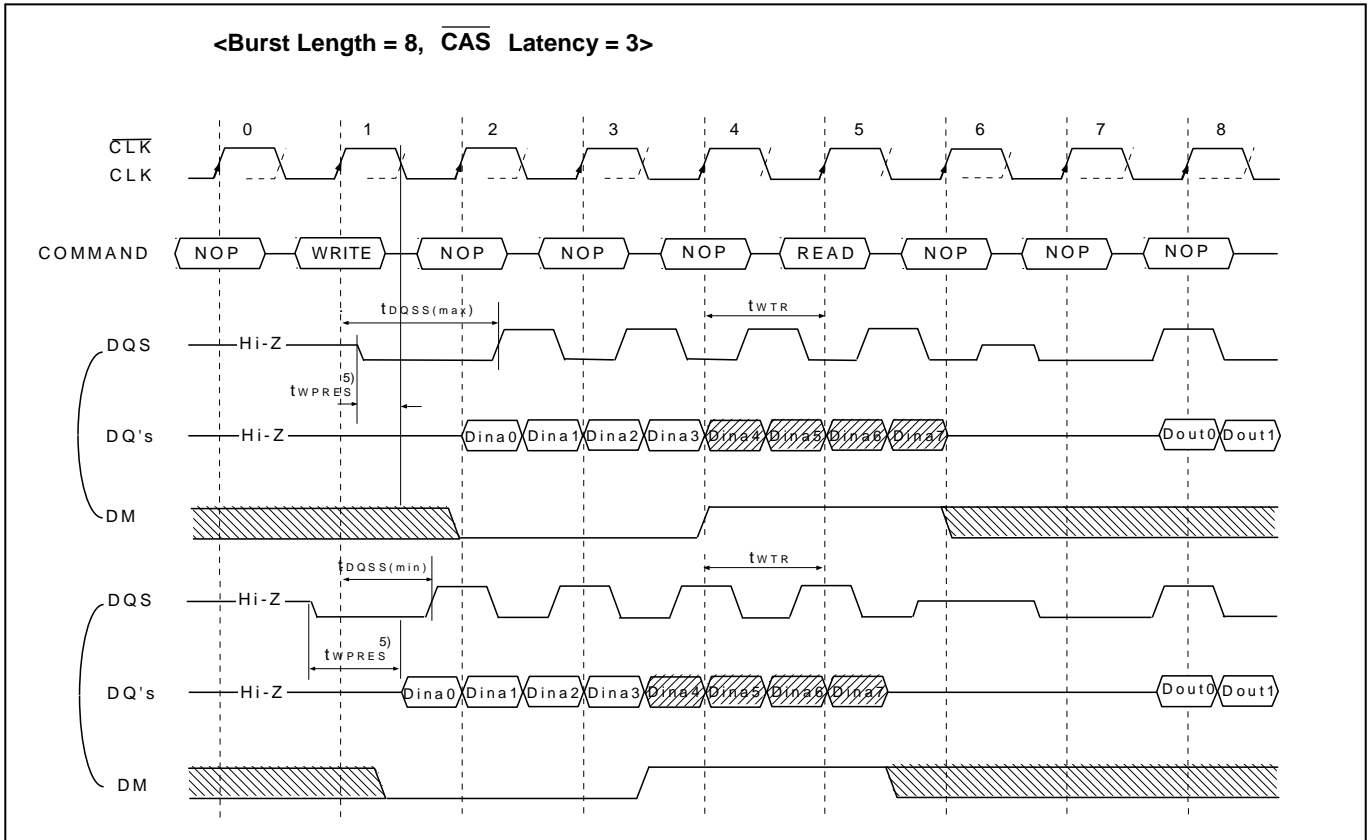 <Burst Length = 8, CAS Latency = 3>
0 1 2 3 4 5 6 7 8
CLK
CLK
COMMAND NOP WRITE NOP NOP NOP READ NOP NOP NOP
tDQSS(max) tWTR
DQS Hi-Z
tWPRES 5)
DQ's Hi-Z Dina0 Dina1 Dina2 Dina3 Dina4 Dina5 Dina6 Dina7 Dout0 Dout1
DM
tDQSS(min) tWTR
DQS Hi-Z
tWPRES 5)
DQ's Hi-Z Dina0 Dina1 Dina2 Dina3 Dina4 Dina5 Dina6 Dina7 Dout0 Dout1
DM